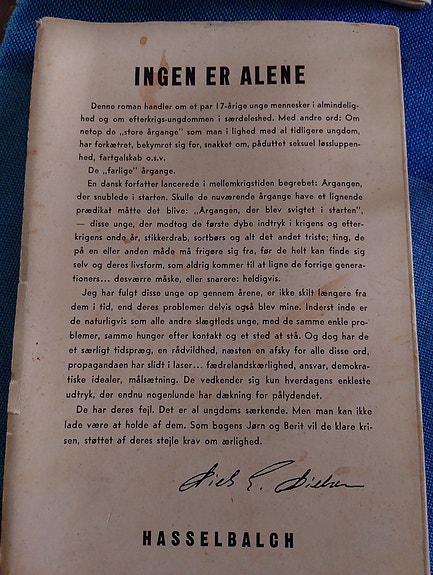 INGEN ER ALENE
Denne roman handler om et par 17-årige unge mennesker i almindelig-
hed og om efterkrigs-ungdommen i særdeleshed. Med andre ord: Om
netop de „store årgange" som man i lighed med al tidligere ungdom,
har forkætret, bekymret sig for, snakket om, påduttet seksuel løssluppen-
hed, fartgalskab o.s.v.
De „farlige" årgange.
En dansk forfatter lancerede i mellemkrigstiden begrebet: Årgangen,
der snublede i starten. Skulle de nuværende årgange have et lignende
prædikat måtte det blive: „Årgangen, der blev svigtet i starten",
— disse unge, der modtog de første dybe indtryk i krigens og efter-
krigens onde år, stikkerdrab, sortbørs og alt det andet triste; ting, de
på en eller anden måde må frigøre sig fra, før de helt kan finde sig
selv og deres livsform, som aldrig kommer til at ligne de forrige genera-
tioners... desværre måske, eller snarere: heldigvis.
Jeg har fulgt disse unge op gennem årene, er ikke skilt længere fra
dem i tid, end deres problemer delvis også blev mine. Inderst inde er
de naturligvis som alle andre slægtleds unge, med de samme enkle pro-
blemer, samme hunger efter kontakt og et sted at stå. Og dog har de
et særligt tidspræg, en rådvildhed, næsten en afsky for alle disse ord,
propagandaen har slidt i laser... fædrelandskærlighed, ansvar, demokra-
tiske idealer, målsætning. De vedkender sig kun hverdagens enkleste
udtryk, der endnu nogenlunde har dækning for pålydendet.
De har deres fejl. Det er al ungdoms særkende. Men man kan ikke
lade være at holde af dem. Som bogens Jørn og Berit vil de klare kri-
sen, støttet af deres stejle krav om ærlighed.
HASSELBALCH